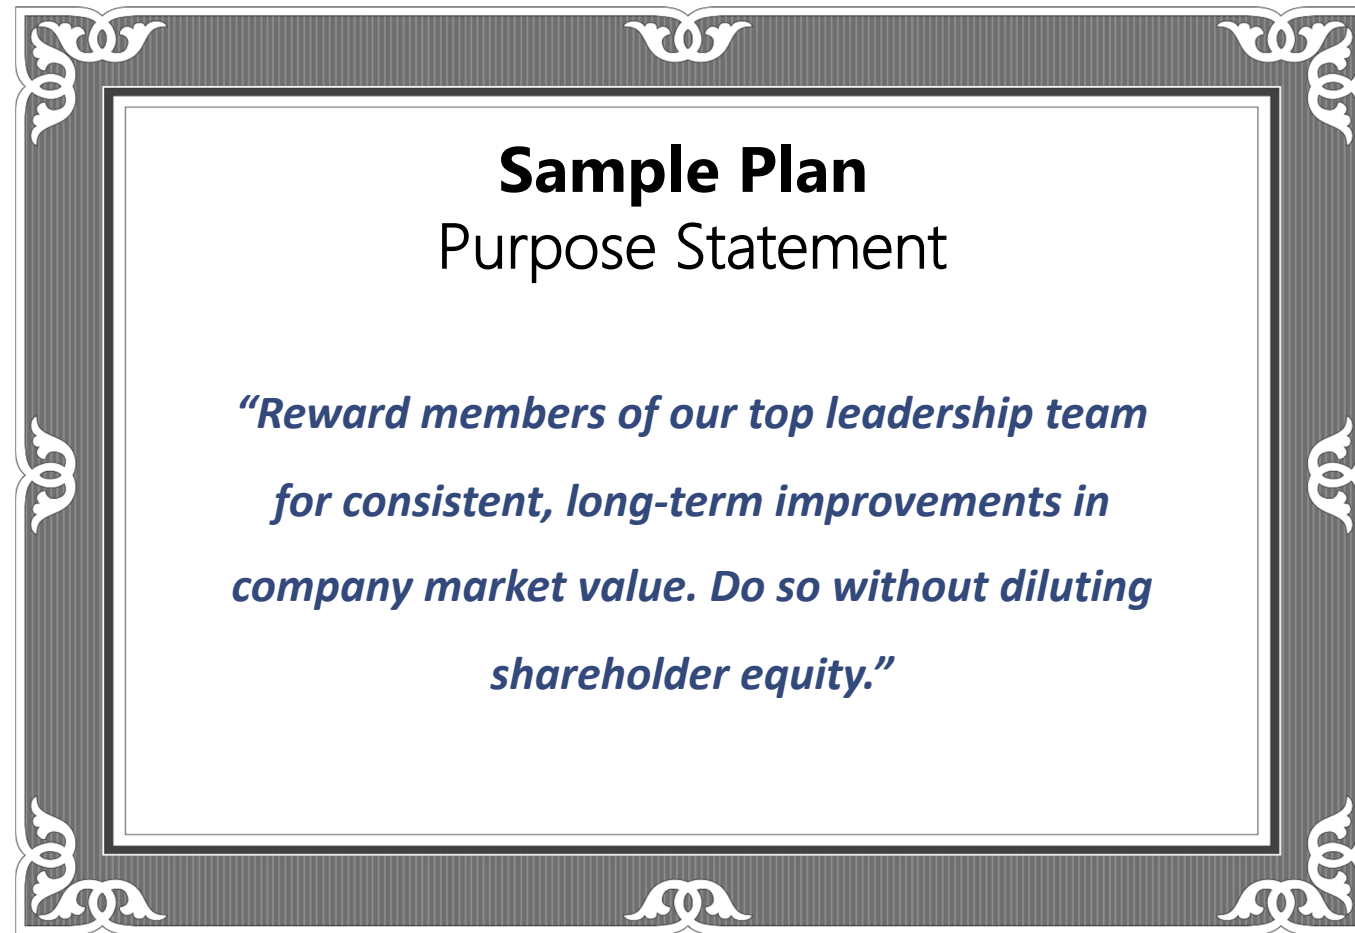 Sample Plan
Purpose Statement
“Reward members of our top leadership team
for consistent, long-term improvements in
company market value. Do so without diluting
shareholder equity.”